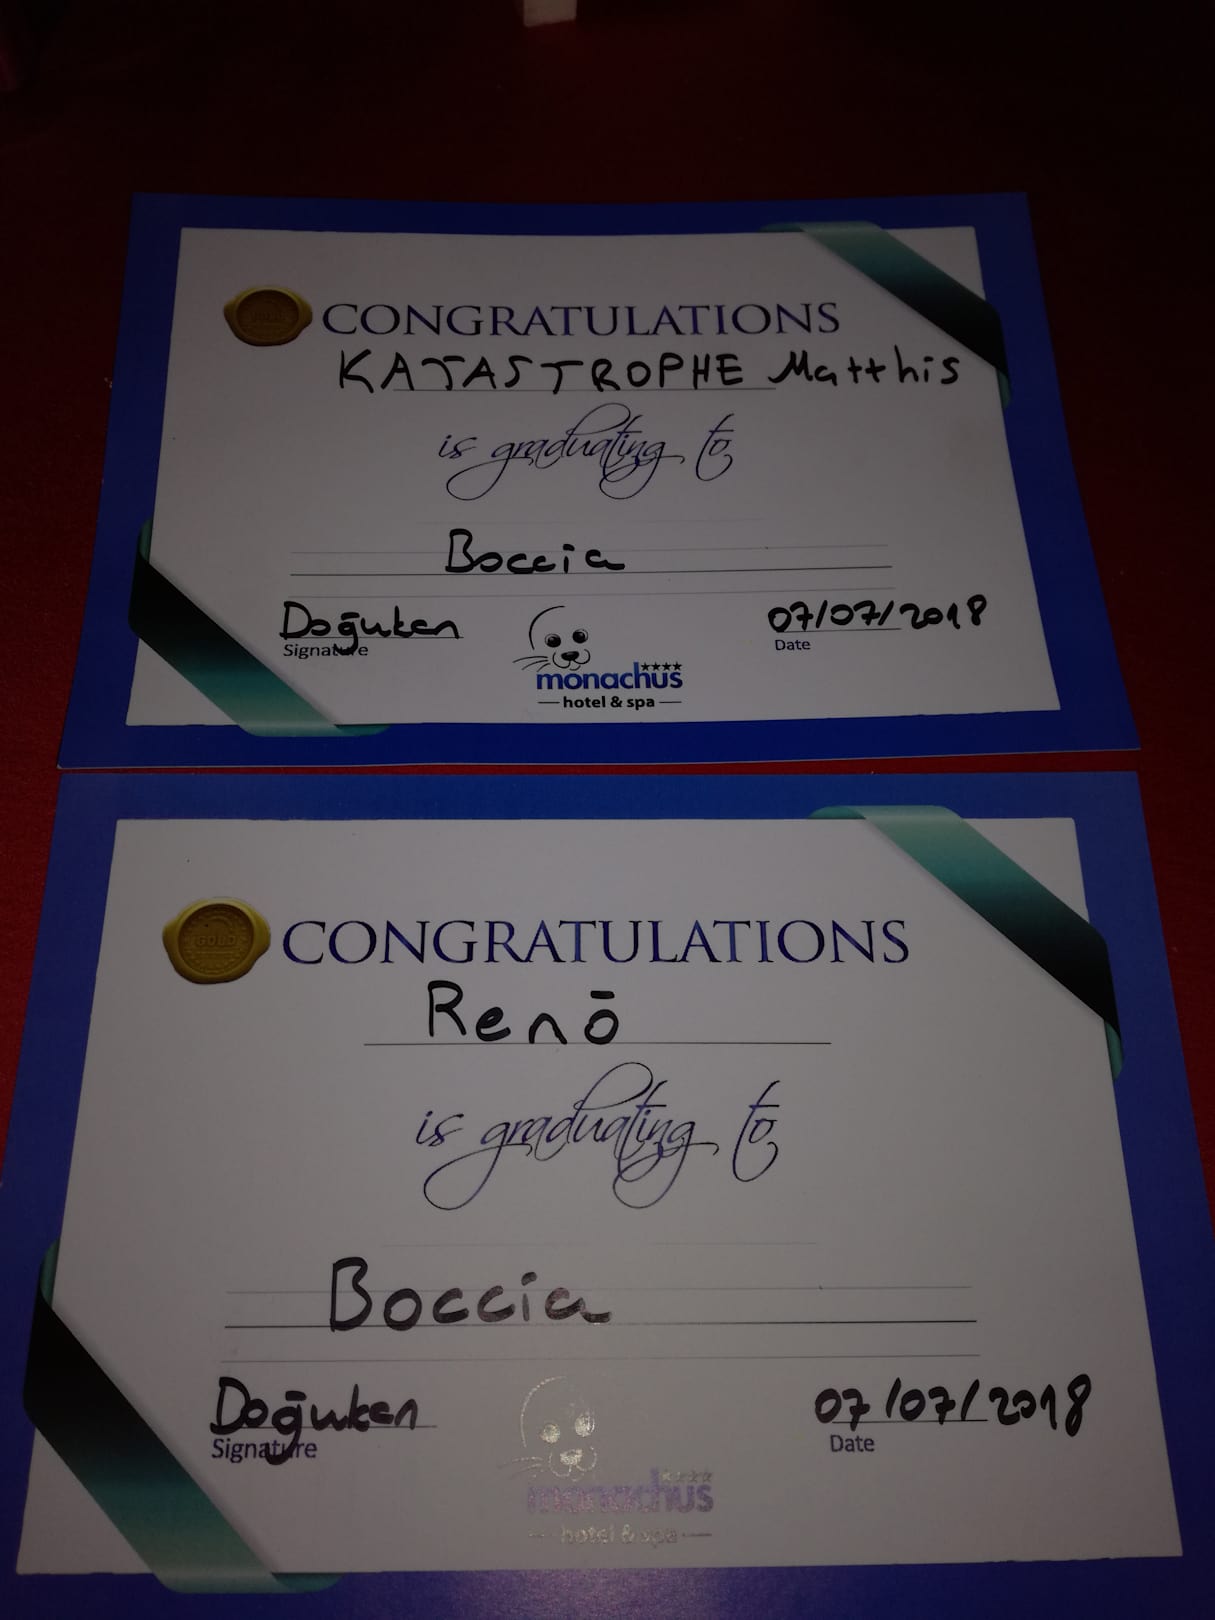 CONGRATULATIONS
KATASTROPHE Matthis
is graduating to
Boccia
Doğukan
07/07/2018
Signature
Date
monachus
hotel & spa
GOLD
CONGRATULATIONS
Renō
is graduating to
Boccia
Doğukan
07/07/2018
Signature
Date
monachus
hotel & spa